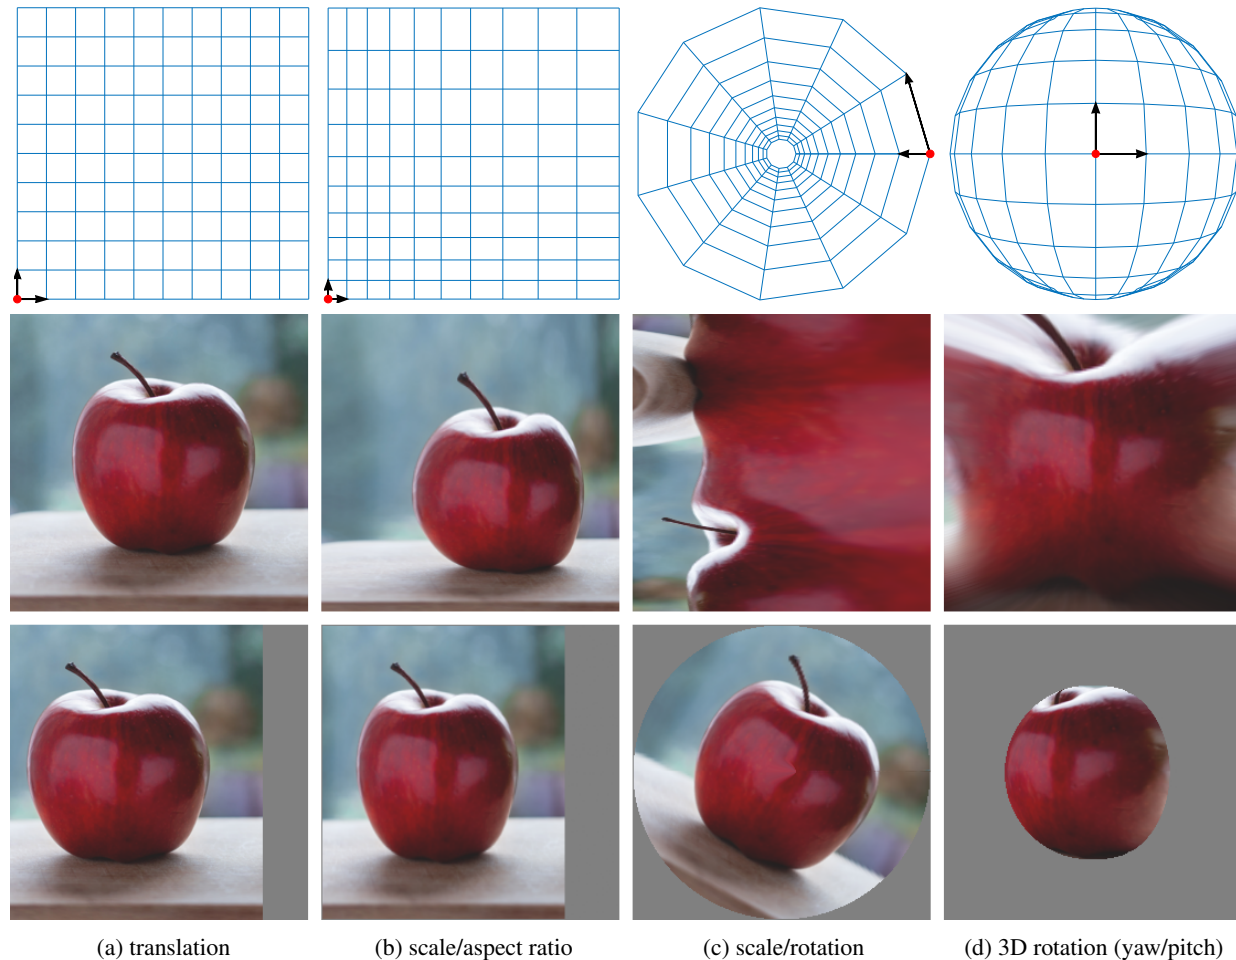 (a) translation
(b) scale/aspect ratio
(c) scale/rotation
(d) 3D rotation (yaw/pitch)